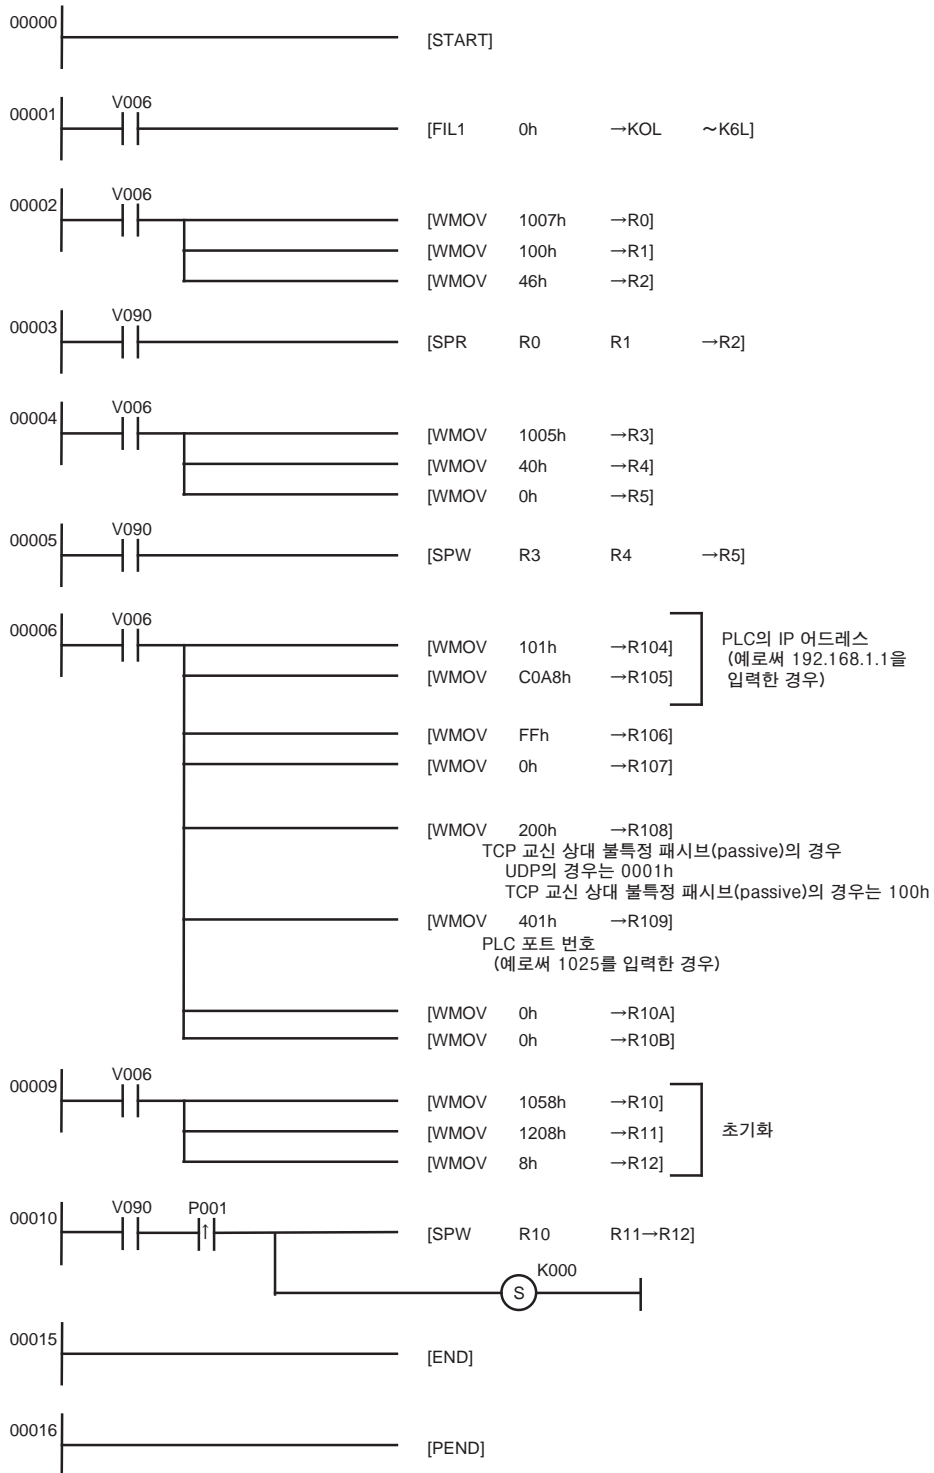 00000
[START]
00001 V006
[FIL1 0h →KOL ～K6L]
00002 V006
[WMOV 1007h →R0]
[WMOV 100h →R1]
[WMOV 46h →R2]
00003 V090
[SPR R0 R1 →R2]
00004 V006
[WMOV 1005h →R3]
[WMOV 40h →R4]
[WMOV 0h →R5]
00005 V090
[SPW R3 R4 →R5]
00006 V006
[WMOV 101h →R104]
[WMOV C0A8h →R105]
PLC의 IP 어드레스
(예로써 192.168.1.1을
입력한 경우)
[WMOV FFh →R106]
[WMOV 0h →R107]
[WMOV 200h →R108]
TCP 교신 상대 불특정 패시브(passive)의 경우
UDP의 경우는 0001h
TCP 교신 상대 불특정 패시브(passive)의 경우는 100h
[WMOV 401h →R109]
PLC 포트 번호
(예로써 1025를 입력한 경우)
[WMOV 0h →R10A]
[WMOV 0h →R10B]
00009 V006
[WMOV 1058h →R10]
[WMOV 1208h →R11]
[WMOV 8h →R12]
초기화
00010 V090 P001
↑
[SPW R10 R11→R12]
K000
S
00015
[END]
00016
[PEND]